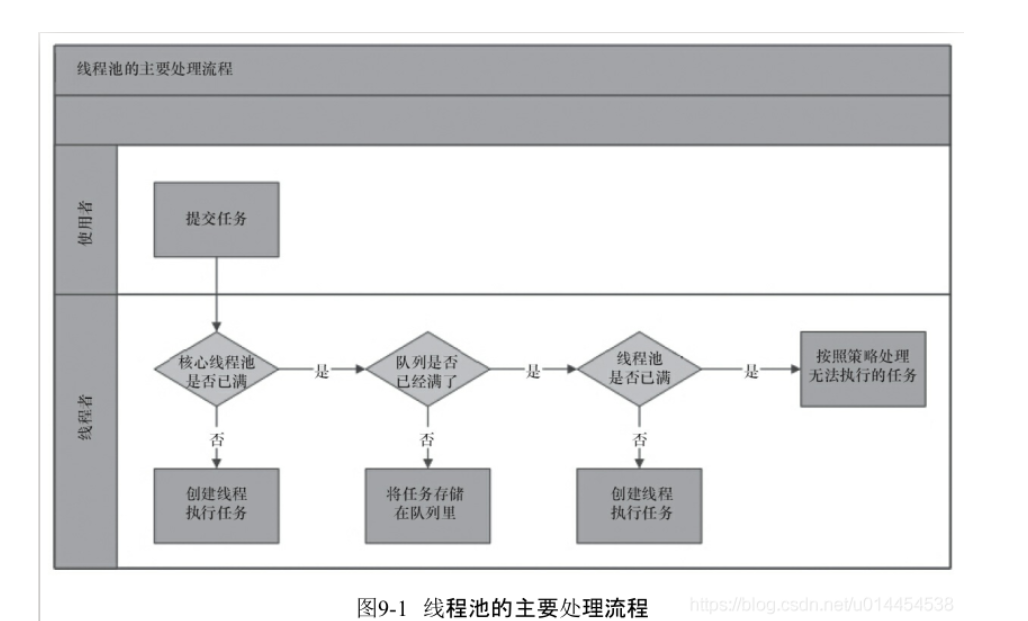 线程池的主要处理流程
使用者
提交任务
线程者
核心线程池
是否已满
是
队列是否
已经满了
是
线程池
是否已满
是
按照策略处理
无法执行的任务
否
否
否
创建线程
执行任务
将任务存储
在队列里
创建线程
执行任务
图9-1 线程池的主要处理流程
https://blog.csdn.net/u014454538